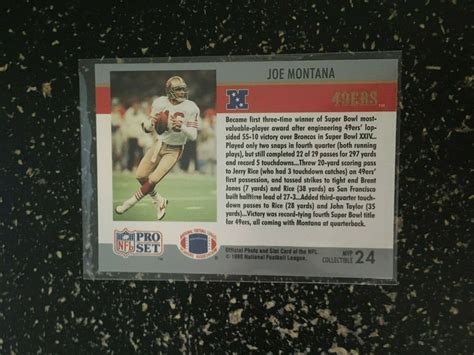 JOE MONTANA
49ERS
Became first three-time winner of Super Bowl most-
valuable-player award after engineering 49ers' lop-
sided 55-10 victory over Broncos in Super Bowl XXIV...
Played only two snaps in fourth quarter (both running
plays), but still completed 22 of 29 passes for 297 yards
and record 5 touchdowns...Threw 20-yard scoring pass
to Jerry Rice (who had 3 touchdown catches) on 49ers'
first possession, and tossed strikes to tight end Brent
Jones (7 yards) and Rice (38 yards) as San Francisco
built halftime lead of 27-3...Added third-quarter touch-
down passes to Rice (28 yards) and John Taylor (35
yards)...Victory was record-tying fourth Super Bowl title
for 49ers, all coming with Montana at quarterback.
NFL PRO SET
Official Photo and Stat Card of the NFL.
© 1990 National Football League.
MVP
COLLECTIBLE 24